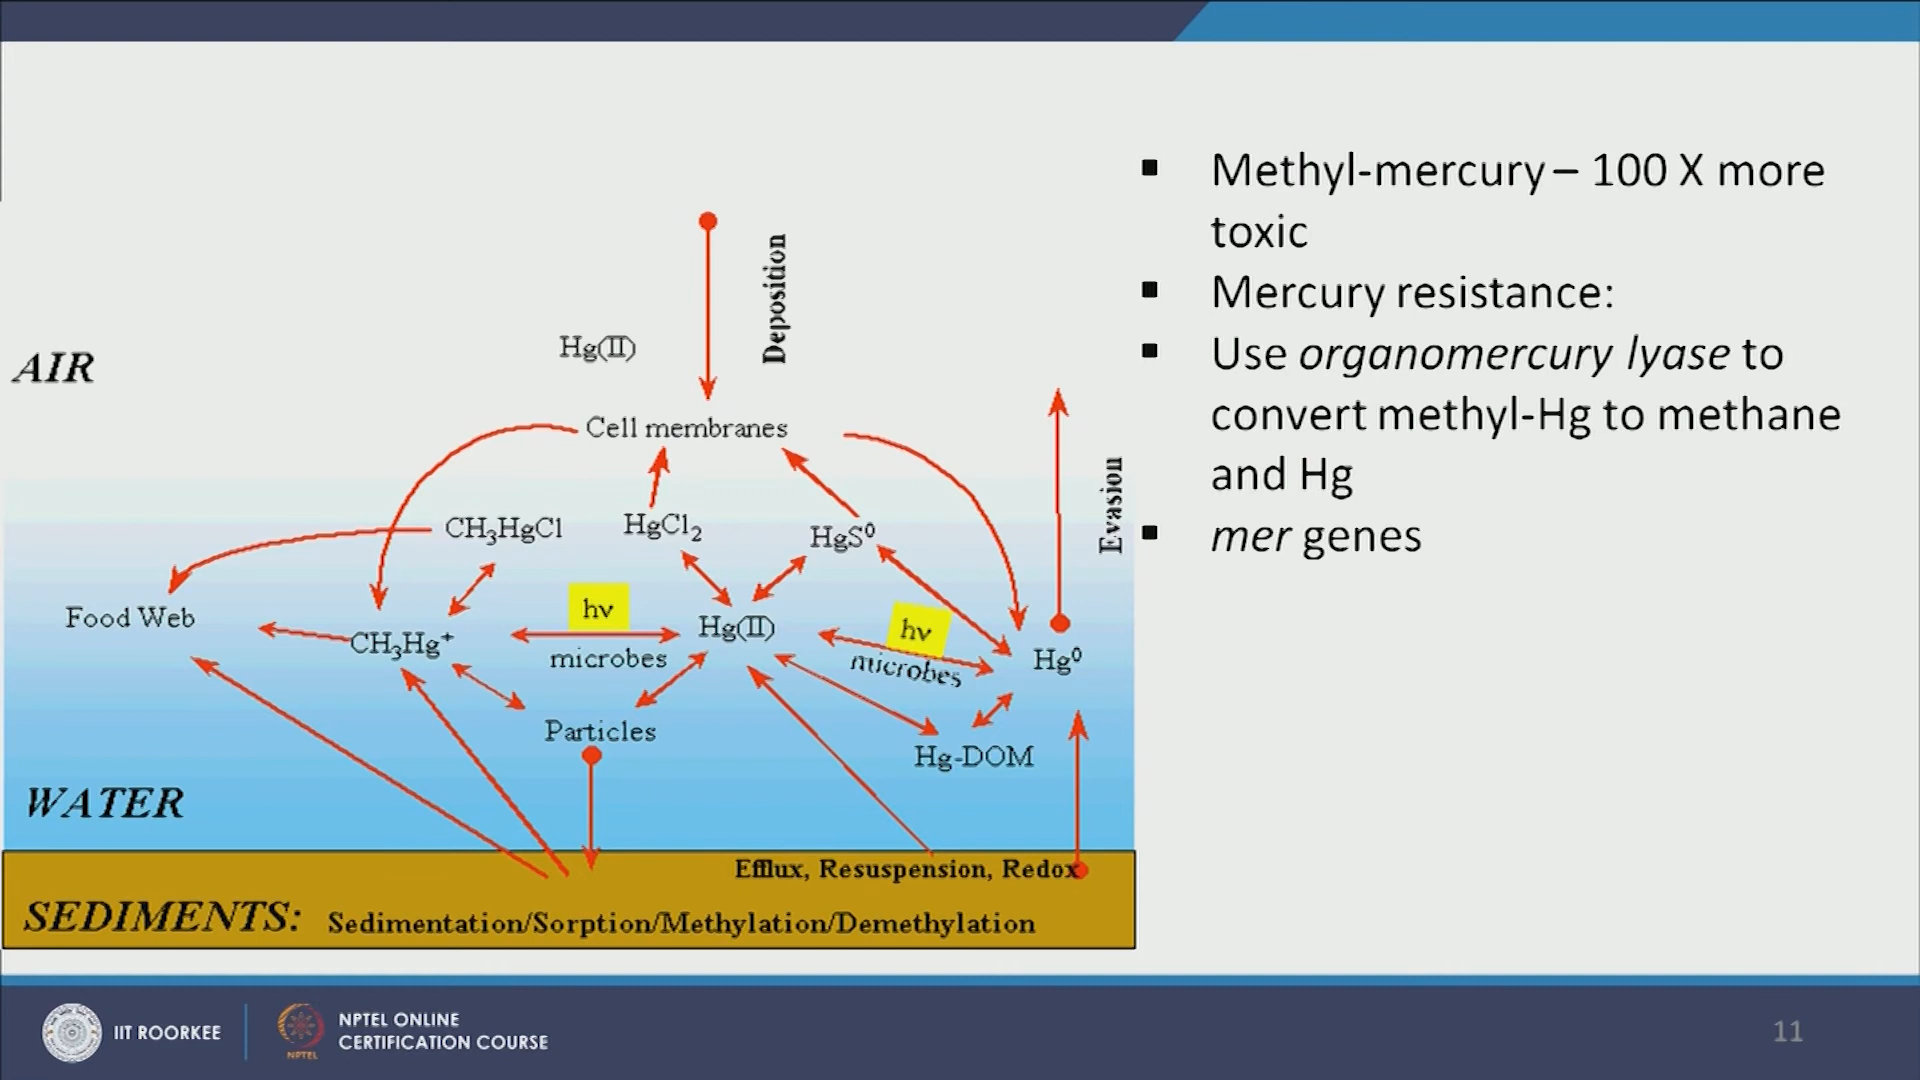 Deposition
Hg(II)
AIR
Cell membranes
Evasion
CH₃HgCl
HgCl₂
HgS⁰
hν
Food Web
CH₃Hg⁺
Hg(II)
hν
microbes
microbes
Hg⁰
Particles
Hg-DOM
WATER
Efflux, Resuspension, Redox
SEDIMENTS: Sedimentation/Sorption/Methylation/Demethylation
▪ Methyl-mercury – 100 X more
toxic
▪ Mercury resistance:
▪ Use organomercury lyase to
convert methyl-Hg to methane
and Hg
▪ mer genes
IIT ROORKEE
NPTEL
NPTEL ONLINE
CERTIFICATION COURSE
11